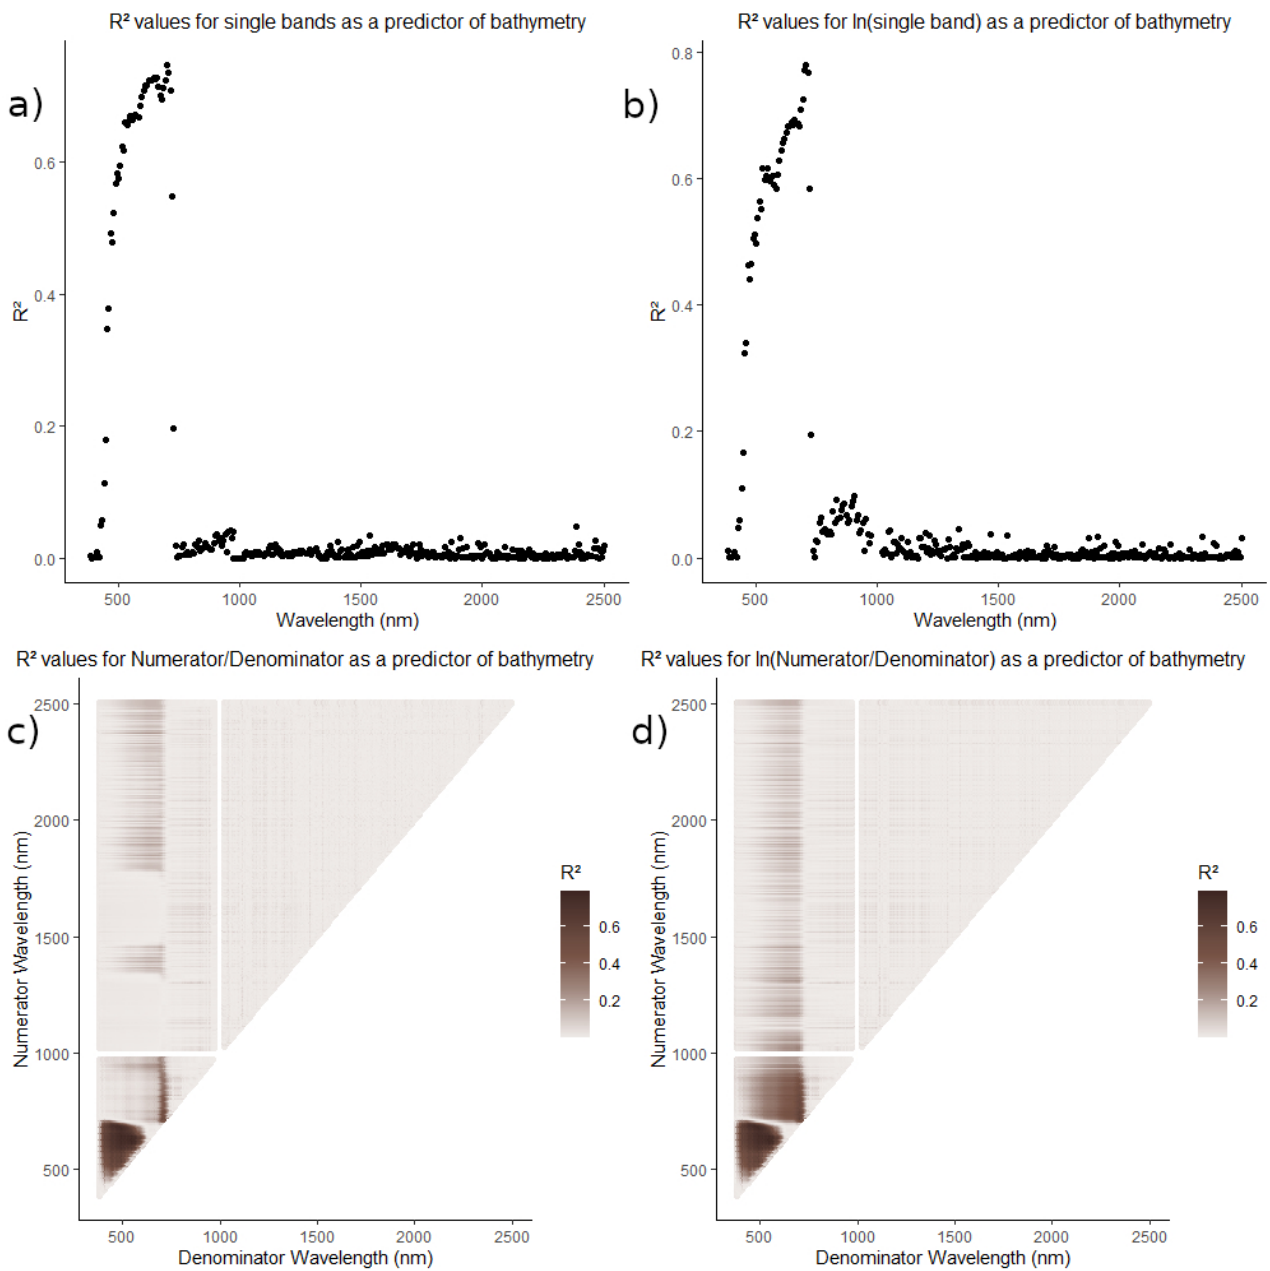 R² values for single bands as a predictor of bathymetry
a)
0.6
0.4
0.2
0.0
R²
500 1000 1500 2000 2500
Wavelength (nm)
R² values for ln(single band) as a predictor of bathymetry
b)
0.8
0.6
0.4
0.2
0.0
R²
500 1000 1500 2000 2500
Wavelength (nm)
R² values for Numerator/Denominator as a predictor of bathymetry
c)
2500
2000
1500
1000
500
Numerator Wavelength (nm)
R²
0.6
0.4
0.2
500 1000 1500 2000 2500
Denominator Wavelength (nm)
R² values for ln(Numerator/Denominator) as a predictor of bathymetry
d)
2500
2000
1500
1000
500
Numerator Wavelength (nm)
R²
0.6
0.4
0.2
500 1000 1500 2000 2500
Denominator Wavelength (nm)